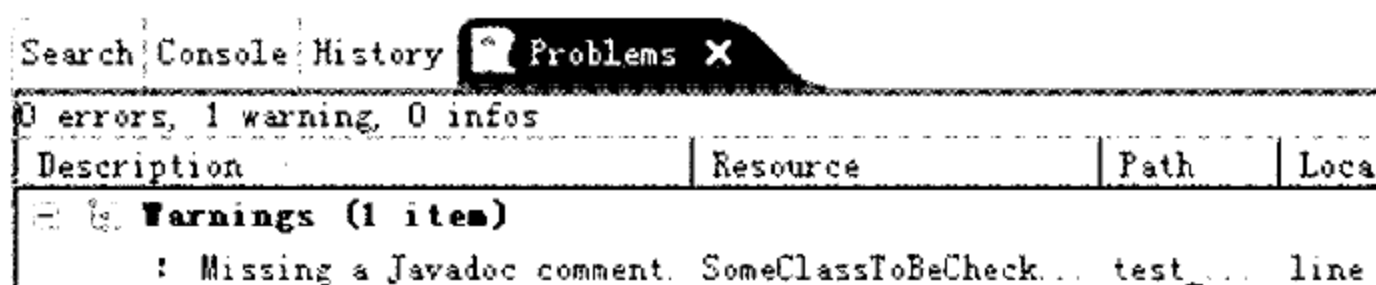 Search Console History Problems
0 errors, 1 warning, 0 infos
Description Resource Path Loca
Warnings (1 item)
Missing a Javadoc comment. SomeClassToBeCheck... test_... line